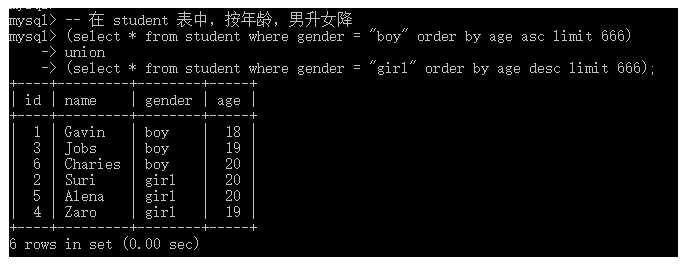 mysql>
mysql> -- 在 student 表中，按年龄，男升女降
mysql> (select * from student where gender = "boy" order by age asc limit 666)
    -> union
    -> (select * from student where gender = "girl" order by age desc limit 666);
+----+---------+--------+-----+
| id | name    | gender | age |
+----+---------+--------+-----+
|  1 | Gavin   | boy    |  18 |
|  3 | Jobs    | boy    |  19 |
|  6 | Charies | boy    |  20 |
|  2 | Suri    | girl   |  20 |
|  5 | Alena   | girl   |  20 |
|  4 | Zaro    | girl   |  19 |
+----+---------+--------+-----+
6 rows in set (0.00 sec)